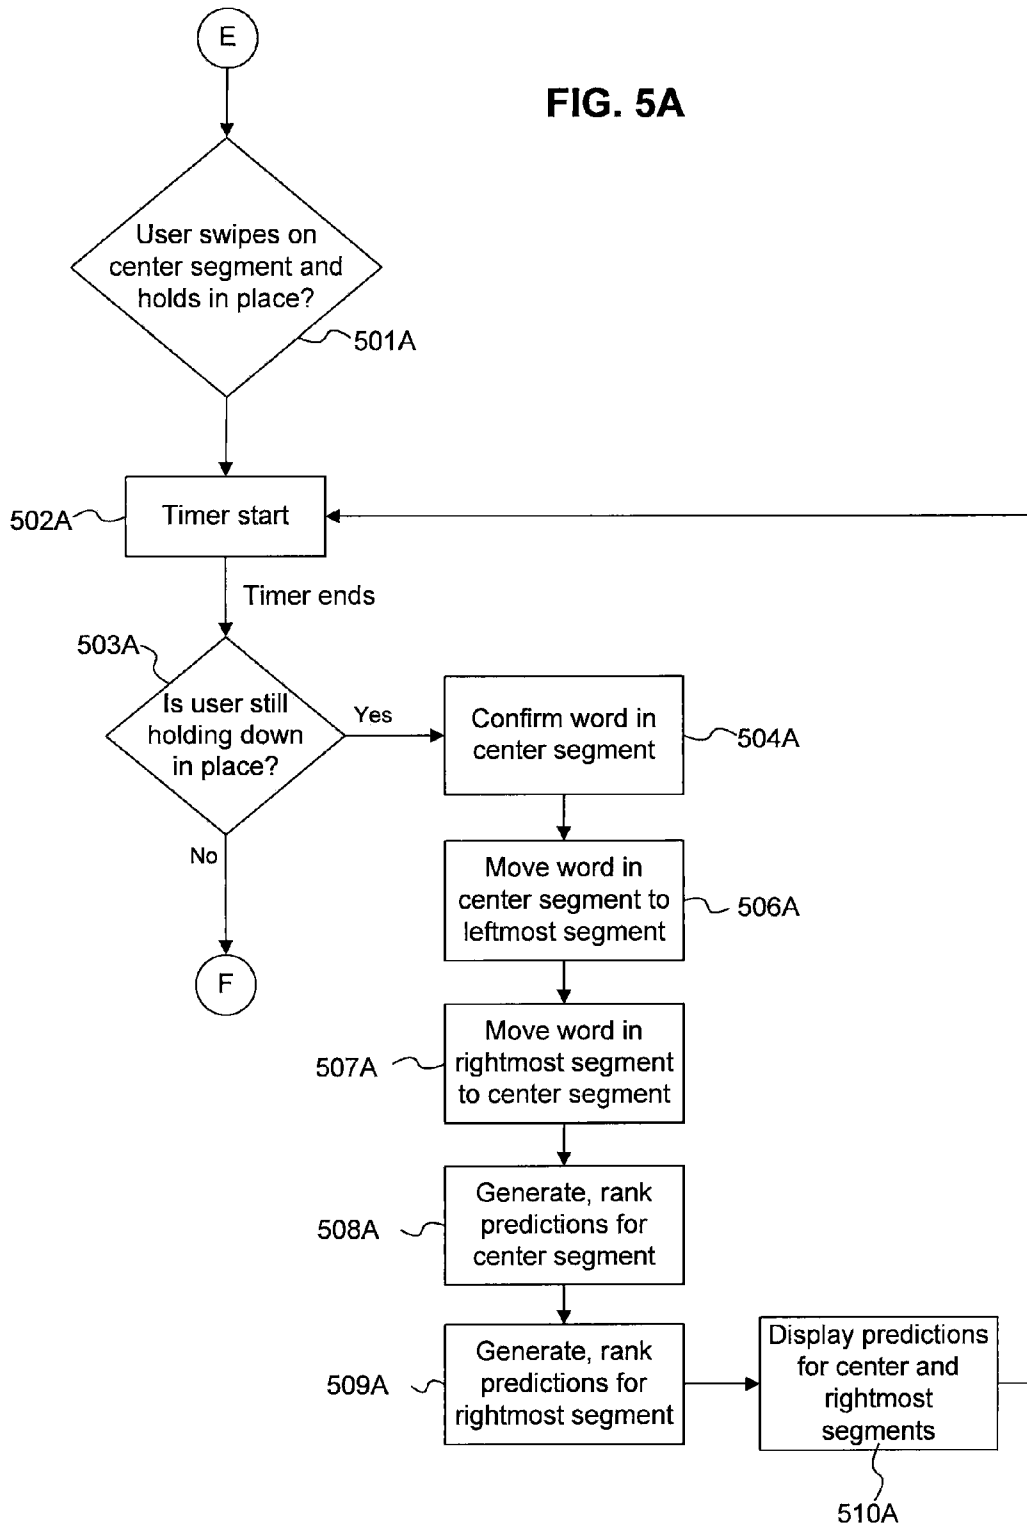 E
FIG. 5A
User swipes on
center segment and
holds in place?
501A
Timer start
502A
Timer ends
503A
Is user still
holding down
in place?
Yes
Confirm word in
center segment
504A
No
Move word in
center segment to
leftmost segment
506A
F
Move word in
rightmost segment
to center segment
507A
Generate, rank
predictions for
center segment
508A
Generate, rank
predictions for
rightmost segment
509A
Display predictions
for center and
rightmost
segments
510A